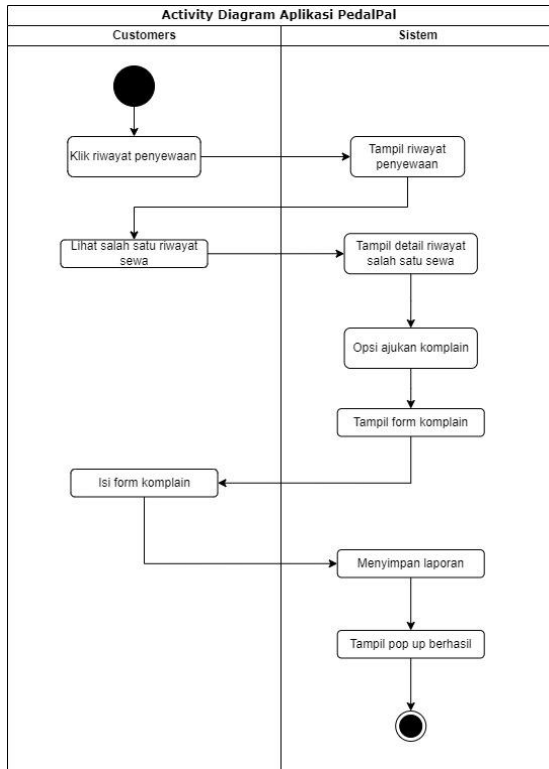 Activity Diagram Aplikasi PedalPal
Customers
Sistem
Klik riwayat penyewaan
Tampil riwayat
penyewaan
Lihat salah satu riwayat
sewa
Tampil detail riwayat
salah satu sewa
Opsi ajukan komplain
Tampil form komplain
Isi form komplain
Menyimpan laporan
Tampil pop up berhasil